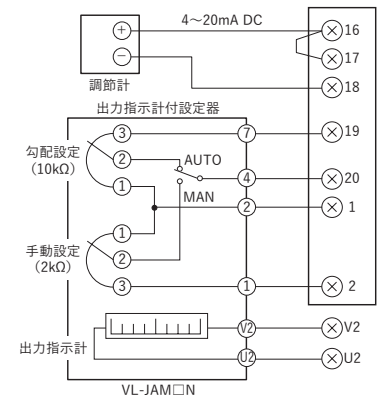 4～20mA DC
+
−
調節計
16
17
18
出力指示計付設定器
勾配設定
（10kΩ）
3
2
1
AUTO
MAN
7
19
4
20
2
1
手動設定
（2kΩ）
1
2
3
1
2
出力指示計
V2
V2
U2
U2
VL-JAM□N